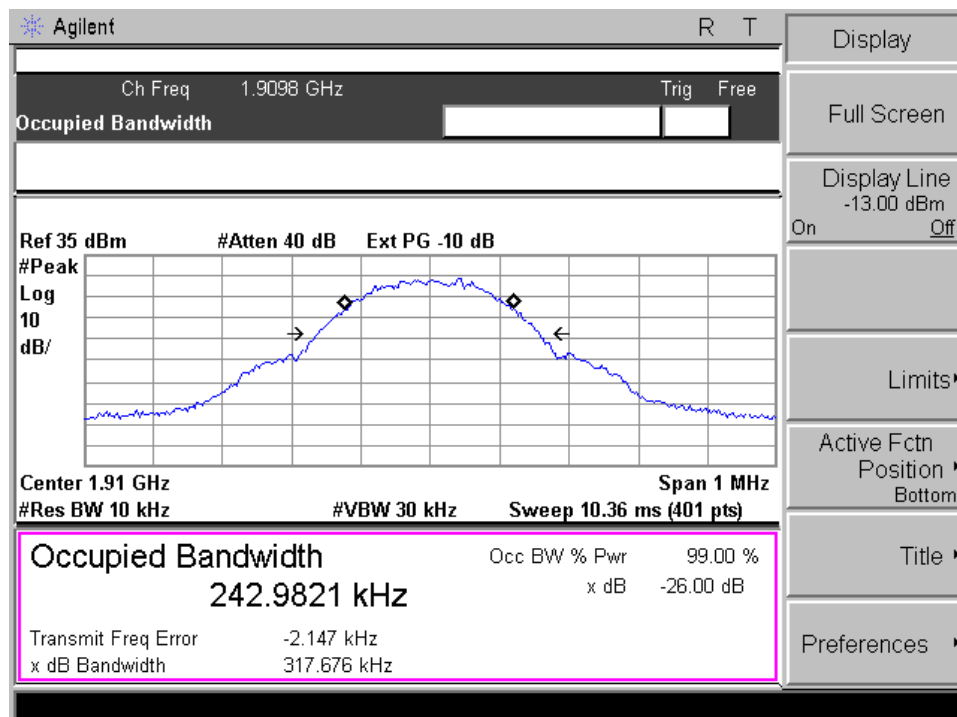 Agilent R T
Ch Freq 1.9098 GHz Trig Free
Occupied Bandwidth
Ref 35 dBm #Atten 40 dB Ext PG -10 dB
#Peak
Log
10
dB/
Center 1.91 GHz Span 1 MHz
#Res BW 10 kHz #VBW 30 kHz Sweep 10.36 ms (401 pts)
Occupied Bandwidth
242.9821 kHz
Occ BW % Pwr 99.00 %
x dB -26.00 dB
Transmit Freq Error -2.147 kHz
x dB Bandwidth 317.676 kHz
Display
Full Screen
Display Line
-13.00 dBm
On Off
Limits
Active Fctn
Position
Bottom
Title
Preferences